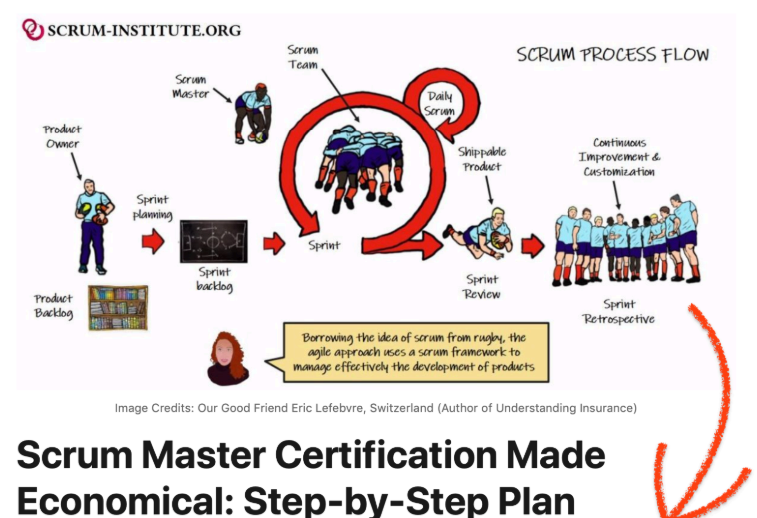 SCRUM-INSTITUTE.ORG
SCRUM PROCESS FLOW
Scrum
Team
Scrum
Master
Daily
Scrum
Product
Owner
Shippable
Product
Continuous
Improvement &
Customization
Sprint
planning
Sprint
Sprint
backlog
Sprint
Review
Product
Backlog
Sprint
Retrospective
Borrowing the idea of scrum from rugby, the
agile approach uses a scrum framework to
manage effectively the development of products
Image Credits: Our Good Friend Eric Lefebvre, Switzerland (Author of Understanding Insurance)
Scrum Master Certification Made
Economical: Step-by-Step Plan